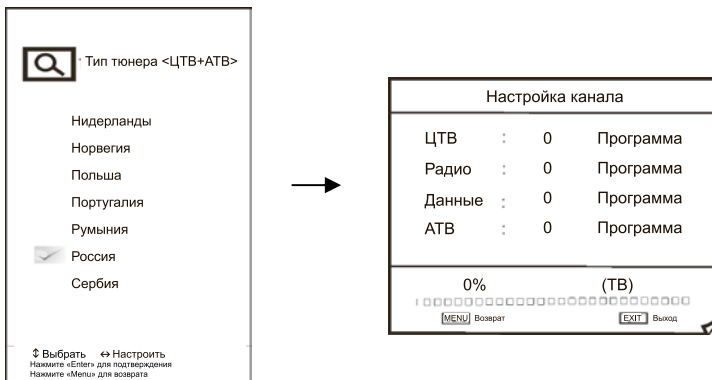 Тип тюнера <ЦТВ+АТВ>
Нидерланды
Норвегия
Польша
Португалия
Румыния
Россия
Сербия
Выбрать Настроить
Нажмите «Enter» для подтверждения
Нажмите «Menu» для возврата
Настройка канала
ЦТВ : 0 Программа
Радио : 0 Программа
Данные : 0 Программа
АТВ : 0 Программа
0% (ТВ)
MENU Возврат EXIT Выход